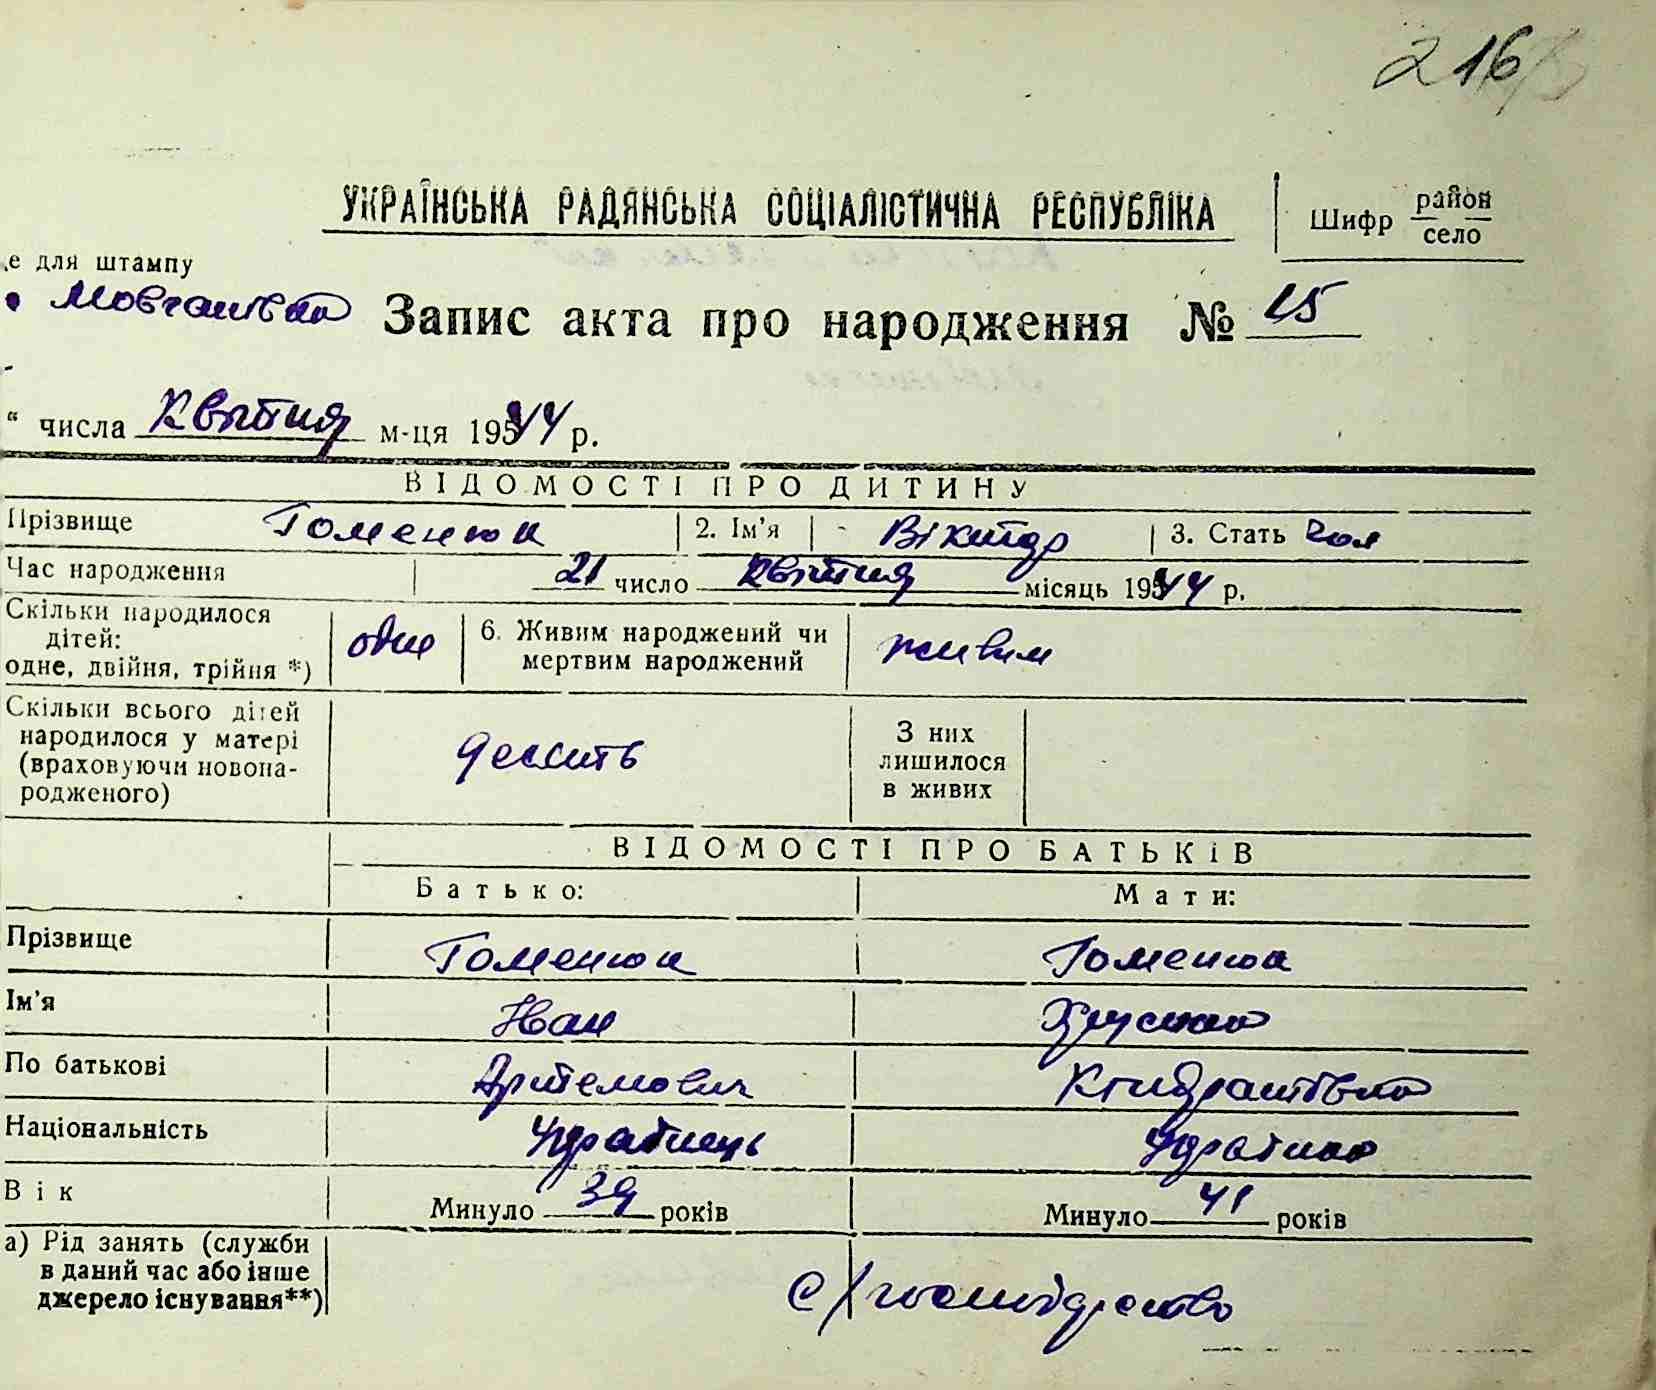 216
УКРАЇНСЬКА РАДЯНСЬКА СОЦІАЛІСТИЧНА РЕСПУБЛІКА
Шифр район село
е для штампу
Мовчанівка Запис акта про народження № 15
“ числа Квітня м-ця 1944 р.
ВІДОМОСТІ ПРО ДИТИНУ
Прізвище Гоменюк 2. Ім'я Віктор 3. Стать чол
Час народження 21 число Квітня місяць 1944 р.
Скільки народилося дітей: одне, двійня, трійня *) одне 6. Живим народжений чи мертвим народжений живим
Скільки всього дітей народилося у матері (враховуючи новонародженого) десить З них лишилося в живих
ВІДОМОСТІ ПРО БАТЬКІВ
Батько: Мати:
Прізвище Гоменюк Гоменюк
Ім'я Іван
По батькові Артемович Кіндратівна
Національність Українець Українка
Вік Минуло 39 років Минуло 41 років
а) Рід занять (служби в даний час або інше джерело існування**) с/господарство